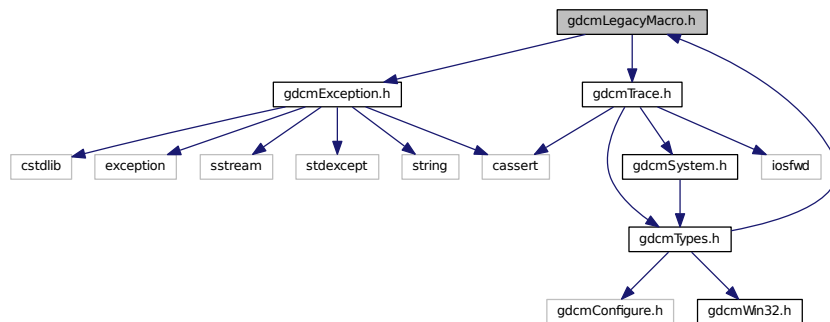 gdcmLegacyMacro.h
gdcmException.h
gdcmTrace.h
cstdlib
exception
sstream
stdexcept
string
cassert
gdcmSystem.h
iosfwd
gdcmTypes.h
gdcmConfigure.h
gdcmWin32.h